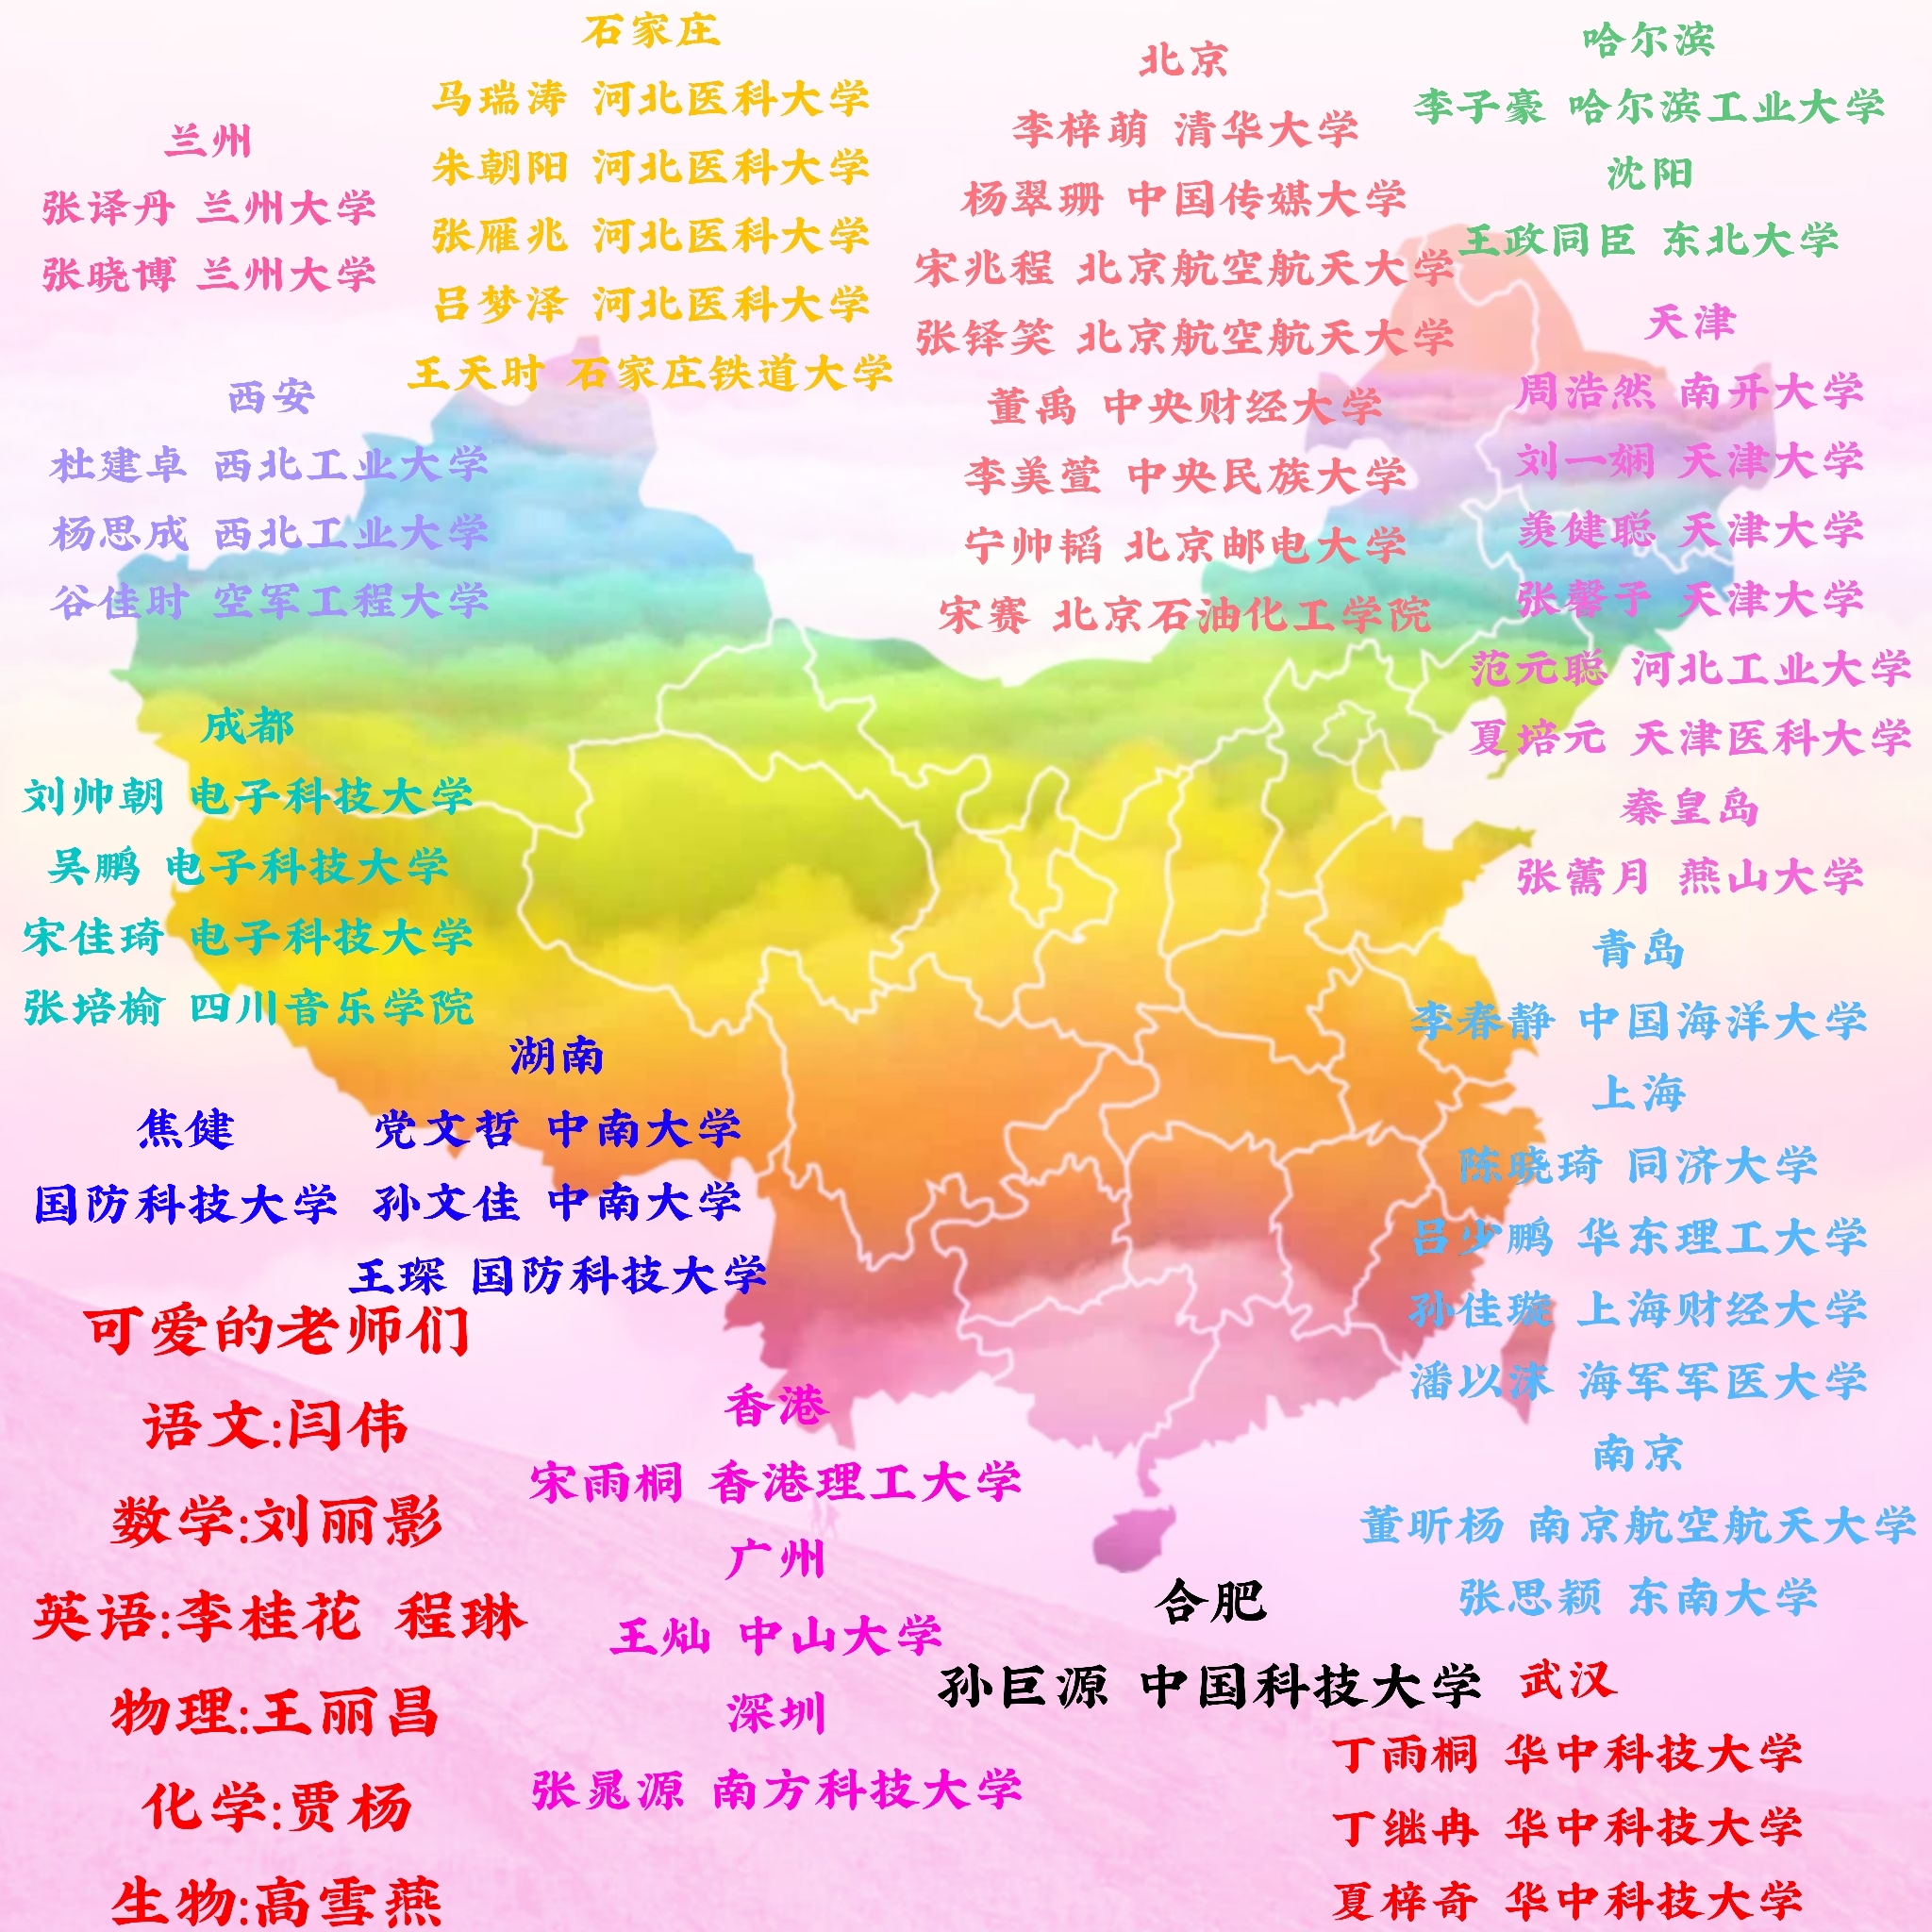 石家庄
马瑞涛 河北医科大学
朱朝阳 河北医科大学
张雁兆 河北医科大学
吕梦泽 河北医科大学
王天时 石家庄铁道大学
北京
李梓萌 清华大学
杨翠珊 中国传媒大学
宋兆程 北京航空航天大学
张铎笑 北京航空航天大学
董禹 中央财经大学
李美萱 中央民族大学
宁帅韬 北京邮电大学
宋赛 北京石油化工学院
哈尔滨
李子豪 哈尔滨工业大学
沈阳
王政同臣 东北大学
兰州
张译丹 兰州大学
张晓博 兰州大学
天津
周浩然 南开大学
刘一娴 天津大学
羡健聪 天津大学
张馨予 天津大学
范元聪 河北工业大学
夏培元 天津医科大学
秦皇岛
张薷月 燕山大学
西安
杜建卓 西北工业大学
杨思成 西北工业大学
谷佳时 空军工程大学
成都
刘帅朝 电子科技大学
吴鹏 电子科技大学
宋佳琦 电子科技大学
张培榆 四川音乐学院
青岛
李春静 中国海洋大学
上海
陈晓琦 同济大学
吕少鹏 华东理工大学
孙佳璇 上海财经大学
潘以沫 海军军医大学
南京
董昕杨 南京航空航天大学
张思颖 东南大学
湖南
焦健
国防科技大学
党文哲 中南大学
孙文佳 中南大学
王琛 国防科技大学
可爱的老师们
语文:闫伟
数学:刘丽影
英语:李桂花 程琳
物理:王丽昌
化学:贾杨
生物:高雪燕
香港
宋雨桐 香港理工大学
广州
王灿 中山大学
深圳
张晁源 南方科技大学
合肥
孙巨源 中国科技大学
武汉
丁雨桐 华中科技大学
丁继冉 华中科技大学
夏梓奇 华中科技大学